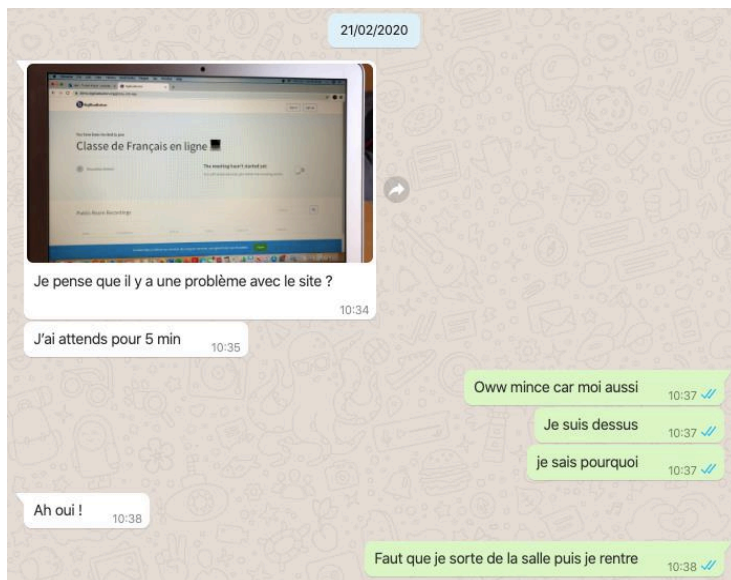 21/02/2020
Classe de Français en ligne
The meeting hasn't started yet
Public Room Recordings
Je pense que il y a une problème avec le site ?
10:34
J'ai attends pour 5 min
10:35
Oww mince car moi aussi
10:37
Je suis dessus
10:37
je sais pourquoi
10:37
Ah oui !
10:38
Faut que je sorte de la salle puis je rentre
10:38